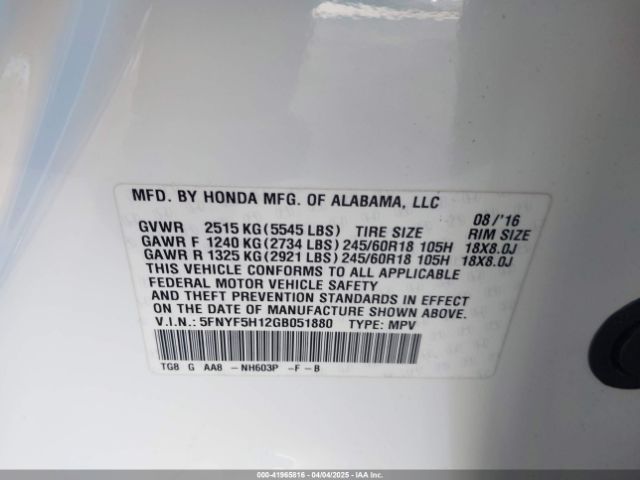 MFD. BY HONDA MFG. OF ALABAMA, LLC 08/'16
GVWR 2515 KG (5545 LBS) TIRE SIZE RIM SIZE
GAWR F 1240 KG (2734 LBS) 245/60R18 105H 18X8.0J
GAWR R 1325 KG (2921 LBS) 245/60R18 105H 18X8.0J
THIS VEHICLE CONFORMS TO ALL APPLICABLE
FEDERAL MOTOR VEHICLE SAFETY
AND THEFT PREVENTION STANDARDS IN EFFECT
ON THE DATE OF MANUFACTURE SHOWN ABOVE.
V.I.N.: 5FNYF5H12GB051880 TYPE: MPV
TG8 G AA8 -NH603P -F -B
000-41965816 - 04/04/2025 - IAA Inc.